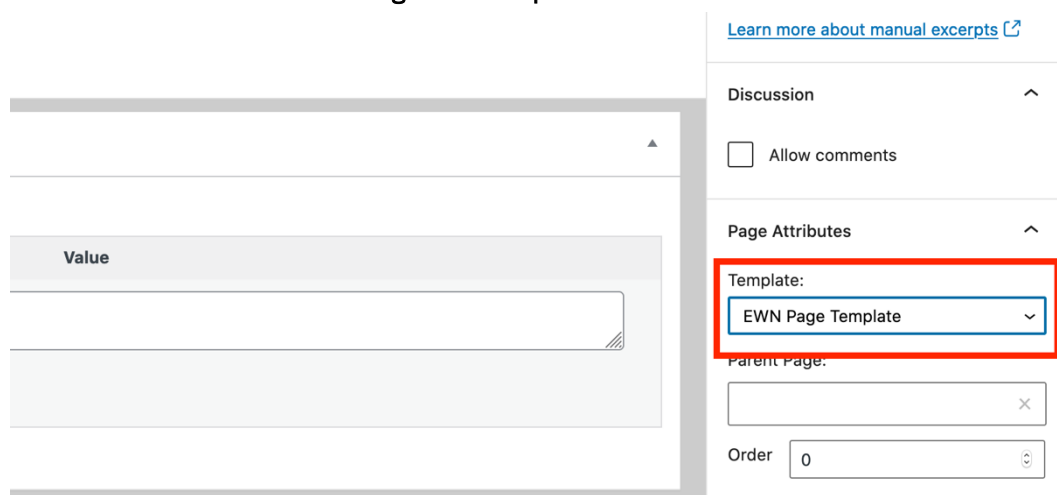 Learn more about manual excerpts
Discussion
Allow comments
Value
Page Attributes
Template:
EWN Page Template
Parent Page:
Order
0